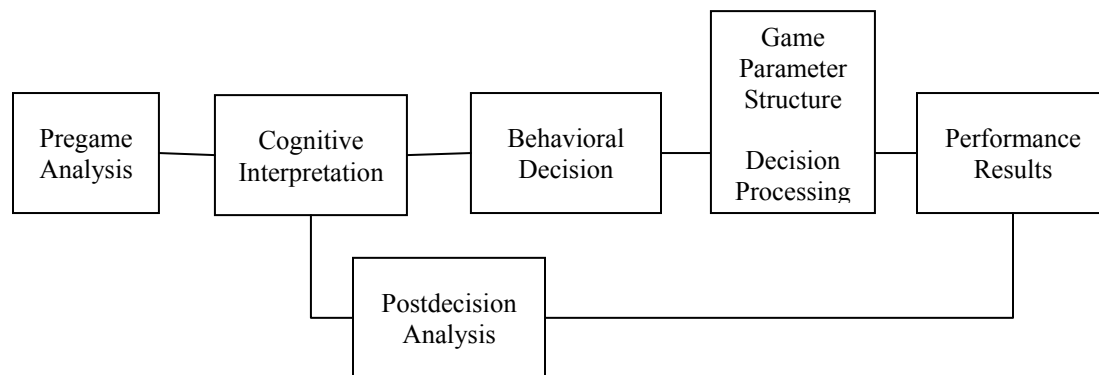 Pregame
Analysis
Cognitive
Interpretation
Behavioral
Decision
Game
Parameter
Structure
Decision
Processing
Performance
Results
Postdecision
Analysis